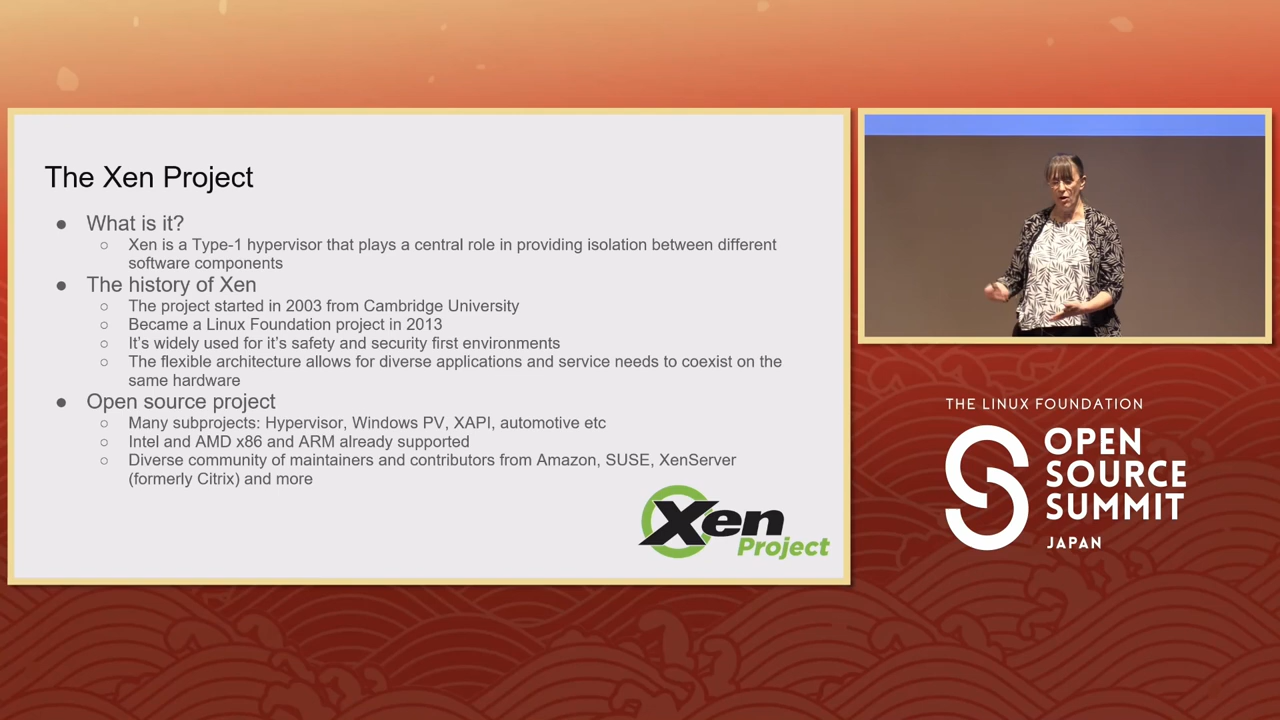 The Xen Project
● What is it?
○ Xen is a Type-1 hypervisor that plays a central role in providing isolation between different
software components
● The history of Xen
○ The project started in 2003 from Cambridge University
○ Became a Linux Foundation project in 2013
○ It's widely used for it's safety and security first environments
○ The flexible architecture allows for diverse applications and service needs to coexist on the
same hardware
● Open source project
○ Many subprojects: Hypervisor, Windows PV, XAPI, automotive etc
○ Intel and AMD x86 and ARM already supported
○ Diverse community of maintainers and contributors from Amazon, SUSE, XenServer
(formerly Citrix) and more
Xen
Project
THE LINUX FOUNDATION
OPEN
SOURCE
SUMMIT
JAPAN